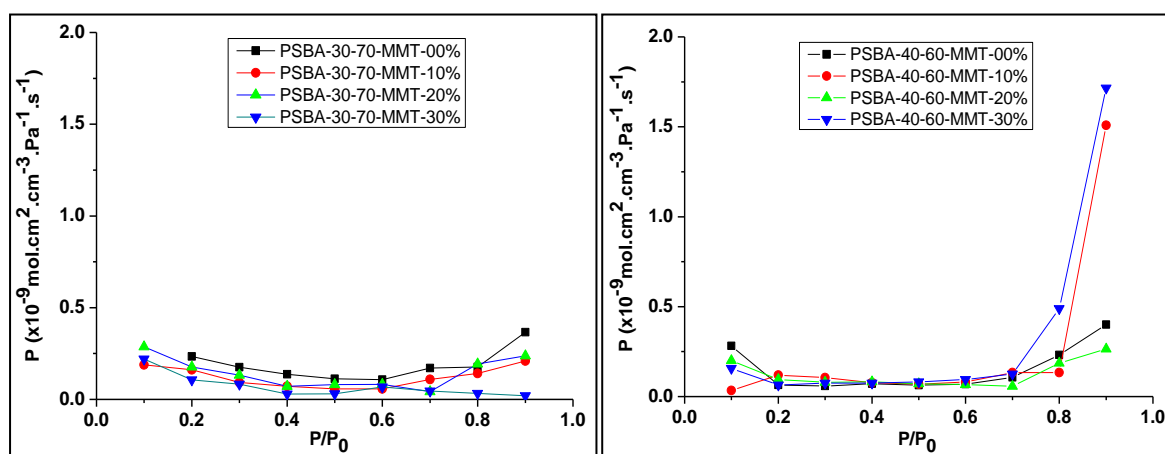 2.0
1.5
1.0
0.5
0.0
P (x10⁻⁹mol.cm².cm⁻³.Pa⁻¹.s⁻¹)
PSBA-30-70-MMT-00%
PSBA-30-70-MMT-10%
PSBA-30-70-MMT-20%
PSBA-30-70-MMT-30%
0.0 0.2 0.4 0.6 0.8 1.0
P/P₀
2.0
1.5
1.0
0.5
0.0
P (x10⁻⁹mol.cm².cm⁻³.Pa⁻¹.s⁻¹)
PSBA-40-60-MMT-00%
PSBA-40-60-MMT-10%
PSBA-40-60-MMT-20%
PSBA-40-60-MMT-30%
0.0 0.2 0.4 0.6 0.8 1.0
P/P₀